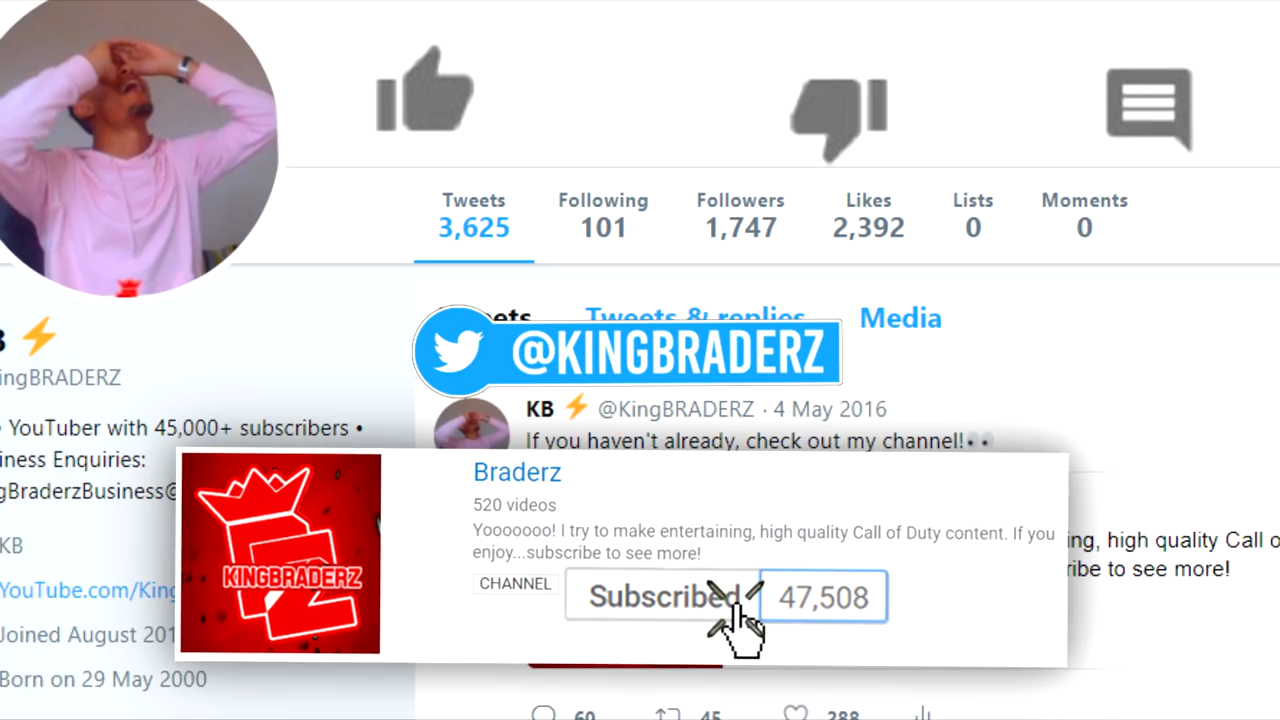 Tweets Following Followers Likes Lists Moments
3,625 101 1,747 2,392 0 0
Tweets & replies Media
@KINGBRADERZ
ingBRADERZ
KB ⚡ @KingBRADERZ · 4 May 2016
If you haven't already, check out my channel!👀
• YouTuber with 45,000+ subscribers •
iness Enquiries:
gBraderzBusiness@
KINGBRADERZ
Braderz
520 videos
Yooooooo! I try to make entertaining, high quality Call of Duty content. If you
enjoy...subscribe to see more!
CHANNEL
Subscribed 47,508
ing, high quality Call o
ribe to see more!
KB
YouTube.com/King
Joined August 201
Born on 29 May 2000
60 45 288